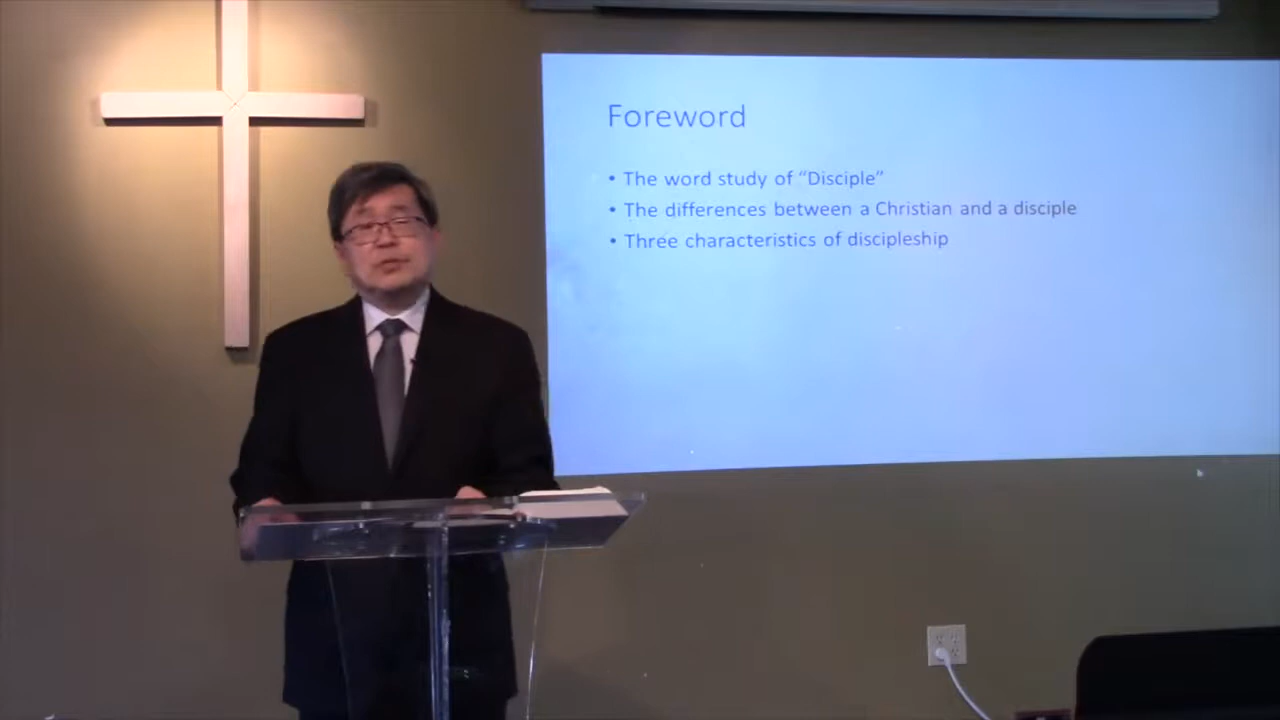 Foreword
• The word study of “Disciple”
• The differences between a Christian and a disciple
• Three characteristics of discipleship